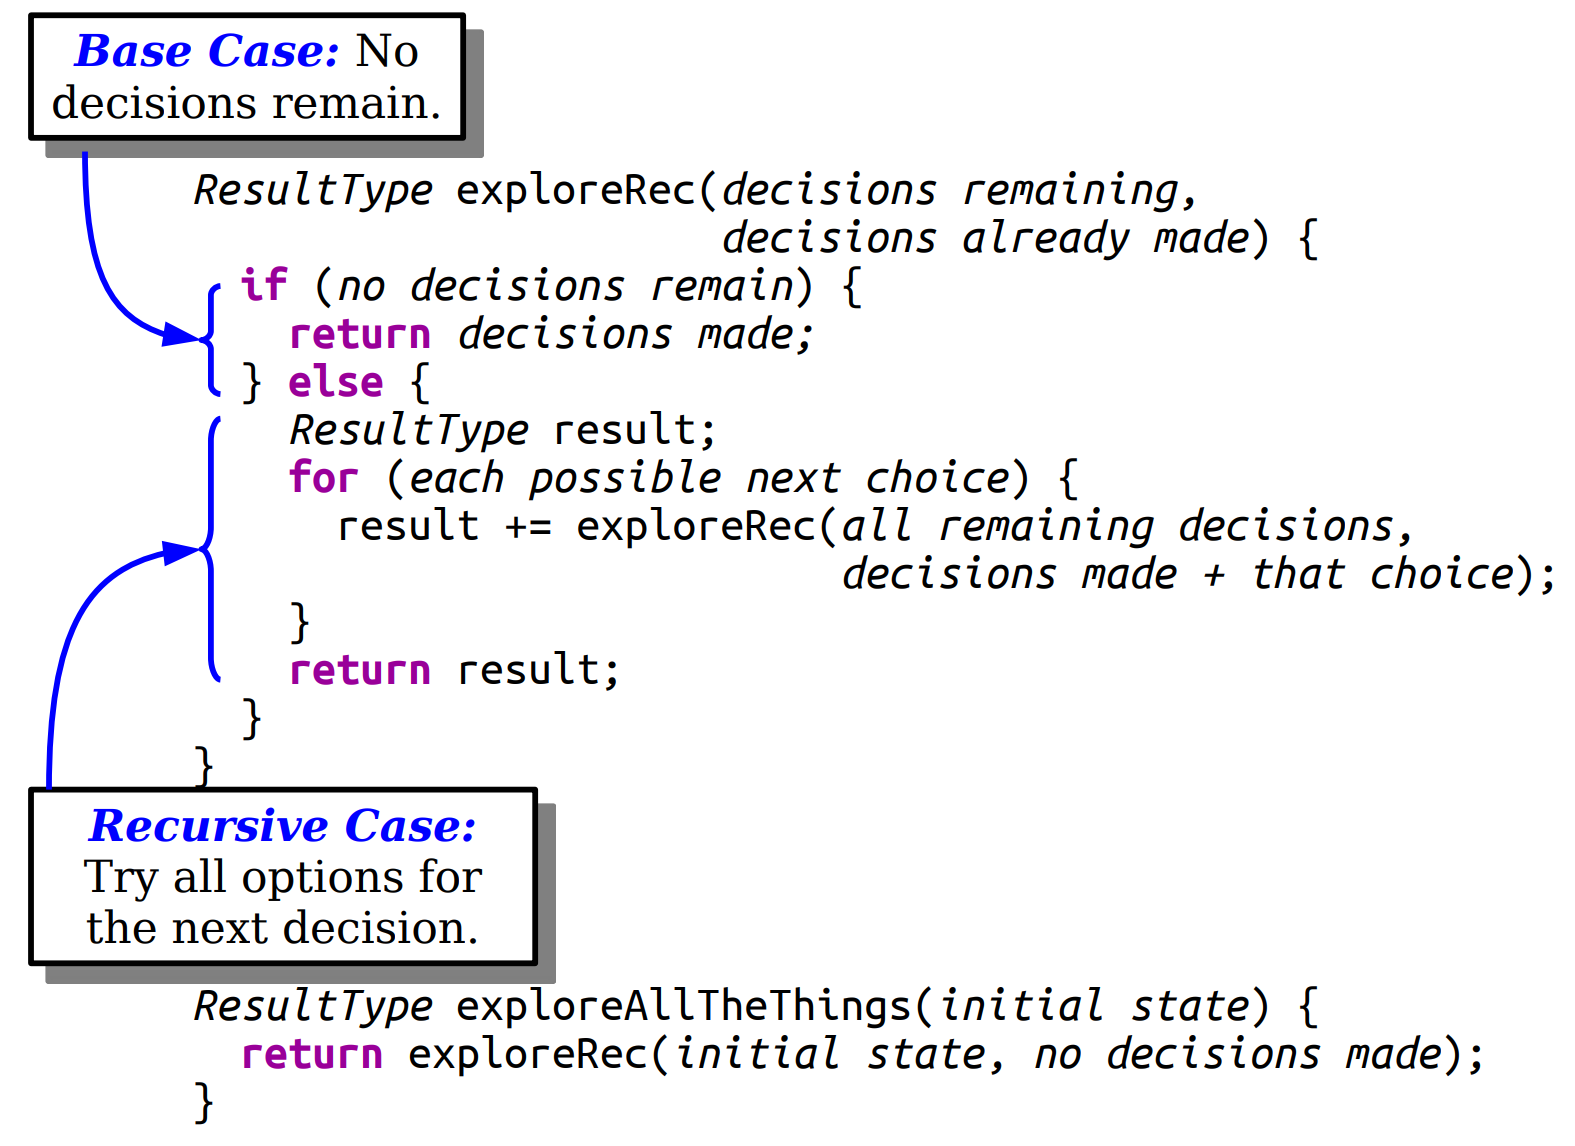 Base Case: No
decisions remain.
ResultType exploreRec(decisions remaining,
decisions already made) {
if (no decisions remain) {
return decisions made;
} else {
ResultType result;
for (each possible next choice) {
result += exploreRec(all remaining decisions,
decisions made + that choice);
}
return result;
}
}
Recursive Case:
Try all options for
the next decision.
ResultType exploreAllTheThings(initial state) {
return exploreRec(initial state, no decisions made);
}